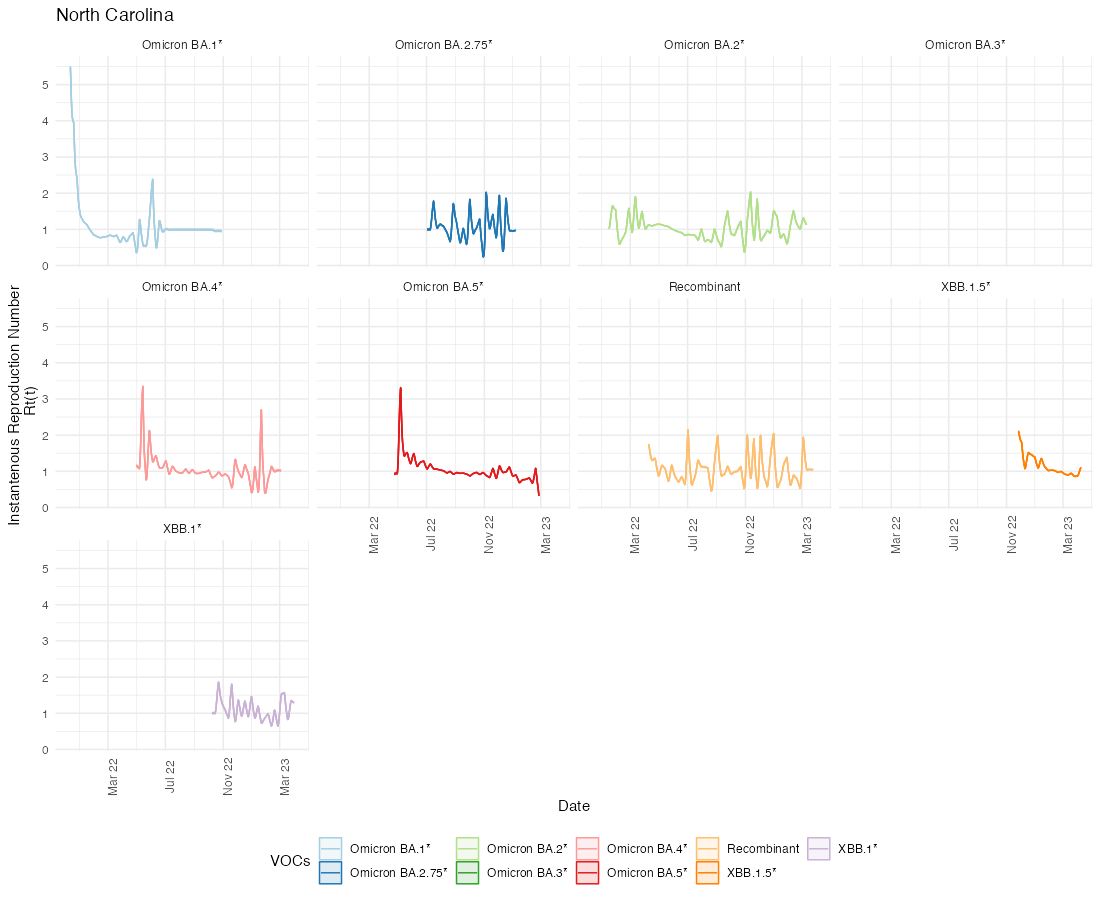 North Carolina
Omicron BA.1*
Omicron BA.2.75*
Omicron BA.2*
Omicron BA.3*
5
4
3
2
1
0
Omicron BA.4*
Omicron BA.5*
Recombinant
XBB.1.5*
5
4
3
2
1
0
Mar 22
Jul 22
Nov 22
Mar 23
Mar 22
Jul 22
Nov 22
Mar 23
Mar 22
Jul 22
Nov 22
Mar 23
XBB.1*
5
4
3
2
1
0
Mar 22
Jul 22
Nov 22
Mar 23
Instantenous Reproduction Number
Rt(t)
Date
VOCs
Omicron BA.1*
Omicron BA.2*
Omicron BA.4*
Recombinant
XBB.1*
Omicron BA.2.75*
Omicron BA.3*
Omicron BA.5*
XBB.1.5*